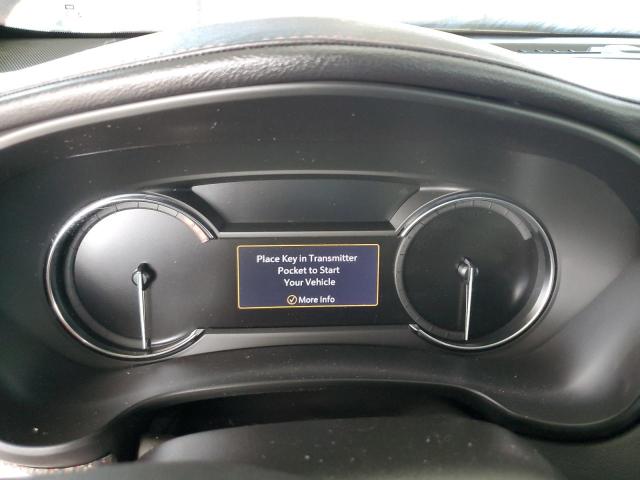 Place Key in Transmitter
Pocket to Start
Your Vehicle
More Info